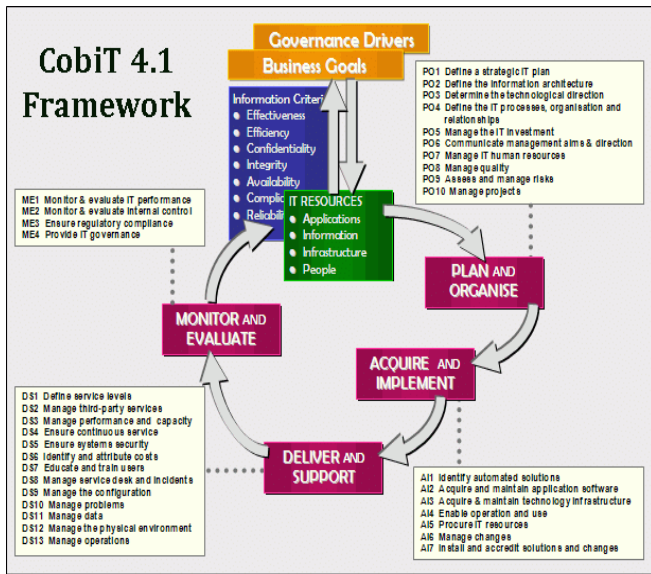 CobiT 4.1
Framework
Governance Drivers
Business Goals
Information Criteri
Effectiveness
Efficiency
Confidentiality
Integrity
Availability
Complia
Reliabili
IT RESOURCES
Applications
Information
Infrastructure
People
PO1 Define a strategic IT plan
PO2 Define the information architecture
PO3 Determine the technological direction
PO4 Define the IT processes, organisation and
relationships
PO5 Manage the IT investment
PO6 Communicate management aims & direction
PO7 Manage IT human resources
PO8 Manage quality
PO9 Assess and manage risks
PO10 Manage projects
PLAN AND
ORGANISE
ME1 Monitor & evaluate IT performance
ME2 Monitor & evaluate internal control
ME3 Ensure regulatory compliance
ME4 Provide IT governance
MONITOR AND
EVALUATE
ACQUIRE AND
IMPLEMENT
DS1 Define service levels
DS2 Manage third-party services
DS3 Manage performance and capacity
DS4 Ensure continuous service
DS5 Ensure systems security
DS6 Identify and attribute costs
DS7 Educate and train users
DS8 Manage service desk and incidents
DS9 Manage the configuration
DS10 Manage problems
DS11 Manage data
DS12 Manage the physical environment
DS13 Manage operations
DELIVER AND
SUPPORT
AI1 Identify automated solutions
AI2 Acquire and maintain application software
AI3 Acquire & maintain technology infrastructure
AI4 Enable operation and use
AI5 Procure IT resources
AI6 Manage changes
AI7 Install and accredit solutions and changes